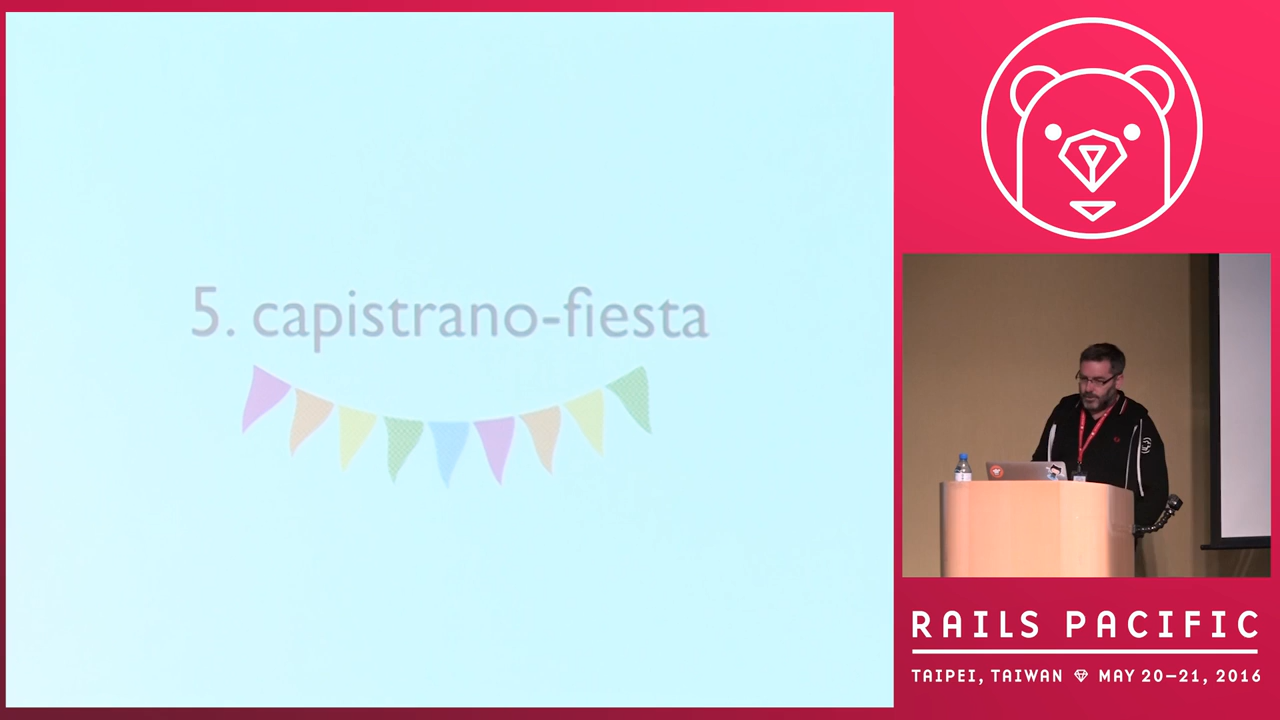 5. capistrano-fiesta
RAILS PACIFIC
TAIPEI, TAIWAN MAY 20–21, 2016